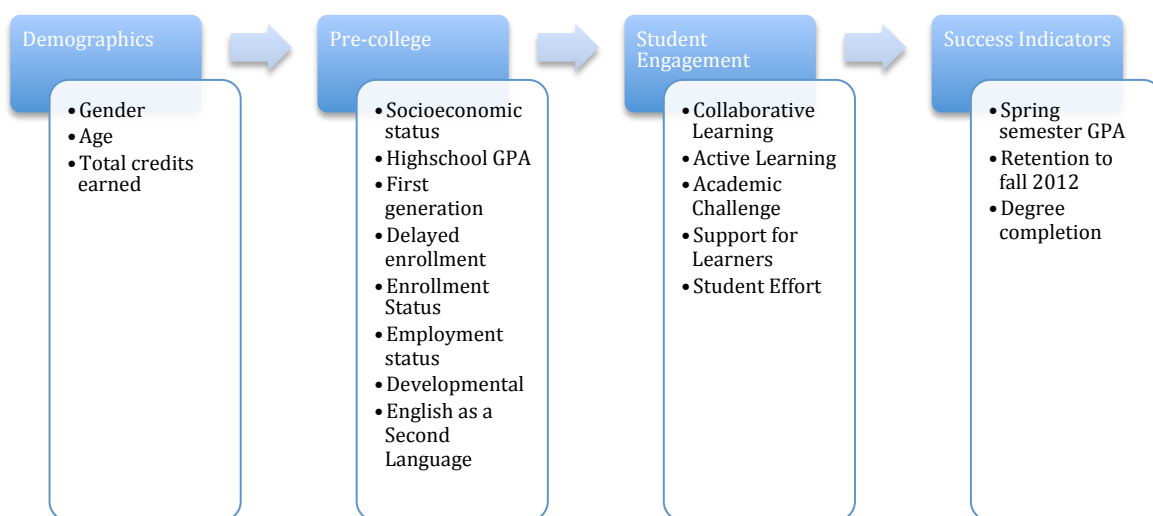 Demographics
• Gender
• Age
• Total credits
earned
Pre-college
• Socioeconomic
status
• Highschool GPA
• First
generation
• Delayed
enrollment
• Enrollment
Status
• Employment
status
• Developmental
• English as a
Second
Language
Student
Engagement
• Collaborative
Learning
• Active Learning
• Academic
Challenge
• Support for
Learners
• Student Effort
Success Indicators
• Spring
semester GPA
• Retention to
fall 2012
• Degree
completion